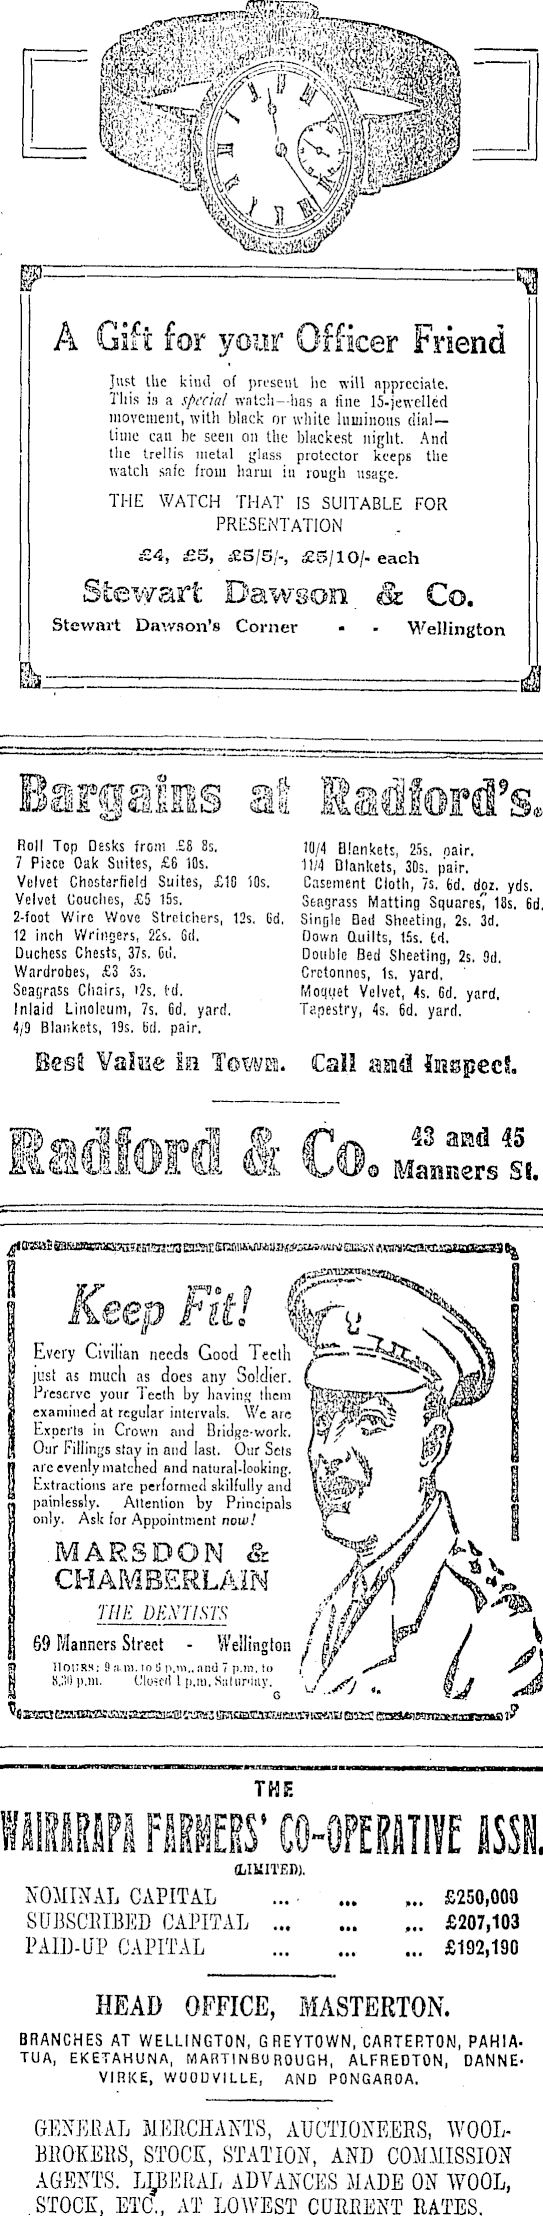 A Gift for your Officer Friend
Just the kind of present he will appreciate.
This is a special watch—has a fine 15-jewelled
movement, with black or white luminous dial—
time can be seen on the blackest night. And
the trellis metal glass protector keeps the
watch safe from harm in rough usage.
THE WATCH THAT IS SUITABLE FOR
PRESENTATION
£4, £5, £5/5/-, £5/10/- each
Stewart Dawson & Co.
Stewart Dawson's Corner - - Wellington
Bargains at Radford's.
Roll Top Desks from £8 8s.
7 Piece Oak Suites, £6 10s.
Velvet Chesterfield Suites, £18 10s.
Velvet Couches, £5 15s.
2-foot Wire Wove Stretchers, 12s. 6d.
12 inch Wringers, 22s. 6d.
Duchess Chests, 37s. 6d.
Wardrobes, £3 3s.
Seagrass Chairs, 12s. 6d.
Inlaid Linoleum, 7s. 6d. yard.
4/9 Blankets, 19s. 6d. pair.
10/4 Blankets, 25s. pair.
11/4 Blankets, 30s. pair.
Casement Cloth, 7s. 6d. doz. yds.
Seagrass Matting Squares, 18s. 6d.
Single Bed Sheeting, 2s. 3d.
Down Quilts, 15s. 6d.
Double Bed Sheeting, 2s. 9d.
Cretonnes, 1s. yard.
Moquet Velvet, 4s. 6d. yard.
Tapestry, 4s. 6d. yard.
Best Value in Town. Call and Inspect.
Radford & Co. 43 and 45
Manners St.
Keep Fit!
Every Civilian needs Good Teeth
just as much as does any Soldier.
Preserve your Teeth by having them
examined at regular intervals. We are
Experts in Crown and Bridge-work.
Our Fillings stay in and last. Our Sets
are evenly matched and natural-looking.
Extractions are performed skilfully and
painlessly. Attention by Principals
only. Ask for Appointment now!
MARSDON &
CHAMBERLAIN
THE DENTISTS
69 Manners Street - Wellington
HOURS: 9 a.m. to 6 p.m., and 7 p.m. to
8.30 p.m. Closed 1 p.m. Saturday.
G
THE
WAIRARAPA FARMERS' CO-OPERATIVE ASSN.
(LIMITED).
NOMINAL CAPITAL ... ... ... £250,000
SUBSCRIBED CAPITAL ... ... ... £207,103
PAID-UP CAPITAL ... ... ... £192,190
HEAD OFFICE, MASTERTON.
BRANCHES AT WELLINGTON, GREYTOWN, CARTERTON, PAHIA-
TUA, EKETAHUNA, MARTINBUROUGH, ALFREDTON, DANNE-
VIRKE, WOODVILLE, AND PONGAROA.
GENERAL MERCHANTS, AUCTIONEERS, WOOL-
BROKERS, STOCK, STATION, AND COMMISSION
AGENTS. LIBERAL ADVANCES MADE ON WOOL,
STOCK, ETC., AT LOWEST CURRENT RATES.